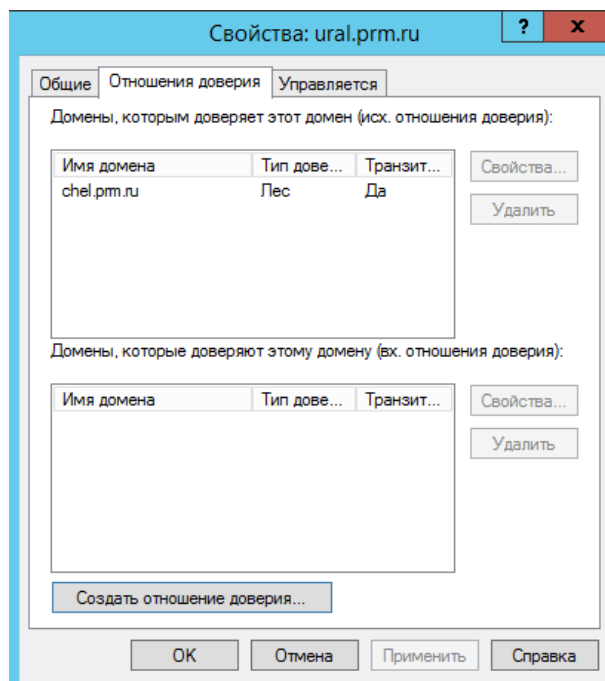 Свойства: ural.prm.ru
? x
Общие Отношения доверия Управляется
Домены, которым доверяет этот домен (исх. отношения доверия):
Имя домена Тип дове... Транзит...
chel.prm.ru Лес Да
Свойства...
Удалить
Домены, которые доверяют этому домену (вх. отношения доверия):
Имя домена Тип дове... Транзит...
Свойства...
Удалить
Создать отношение доверия...
OK Отмена Применить Справка